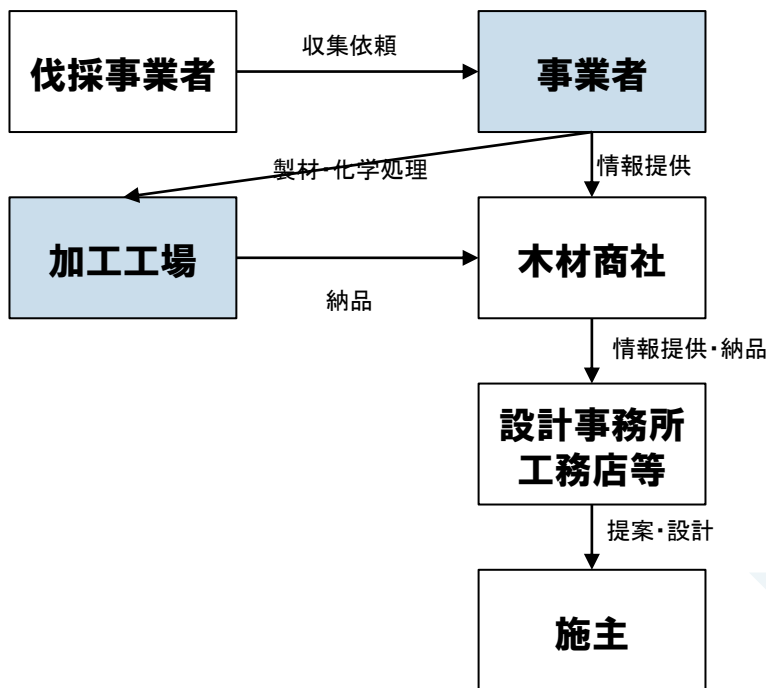 伐採事業者
収集依頼
事業者
製材・化学処理
情報提供
加工工場
納品
木材商社
情報提供・納品
設計事務所
工務店等
提案・設計
施主